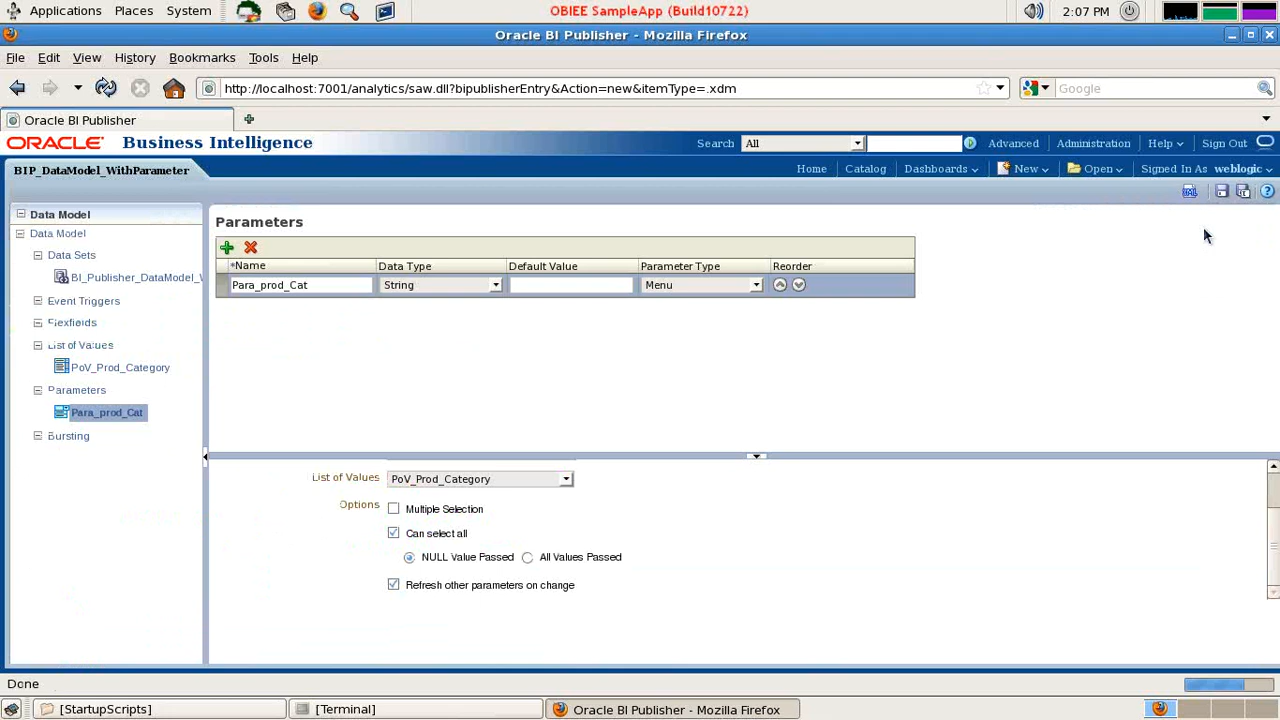 Applications Places System OBIEE SampleApp (Build10722) 2:07 PM
Oracle BI Publisher - Mozilla Firefox
File Edit View History Bookmarks Tools Help
http://localhost:7001/analytics/saw.dll?bipublisherEntry&Action=new&itemType=.xdm Google
Oracle BI Publisher
ORACLE Business Intelligence Search All Advanced Administration Help Sign Out
BIP_DataModel_WithParameter Home Catalog Dashboards New Open Signed In As weblogic
Data Model
Parameters
Data Model
Data Sets
*Name Data Type Default Value Parameter Type Reorder
BI_Publisher_DataModel_W
Para_prod_Cat String Menu
Event Triggers
Flexfields
List of Values
PoV_Prod_Category
Parameters
Para_prod_Cat
Bursting
List of Values PoV_Prod_Category
Options Multiple Selection
Can select all
NULL Value Passed All Values Passed
Refresh other parameters on change
Done
[StartupScripts] [Terminal] Oracle BI Publisher - Mozilla Firefox